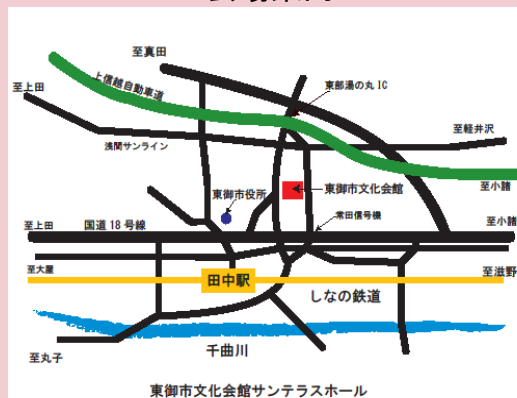 至真田
上信越自動車道
東部湯の丸 IC
至上田
至軽井沢
浅間サンライン
至小諸
東御市文化会館
東御市役所
常田信号機
至上田
国道 18 号線
至小諸
至大屋
田中駅
至滋野
しなの鉄道
千曲川
至丸子
東御市文化会館サンテラスホール